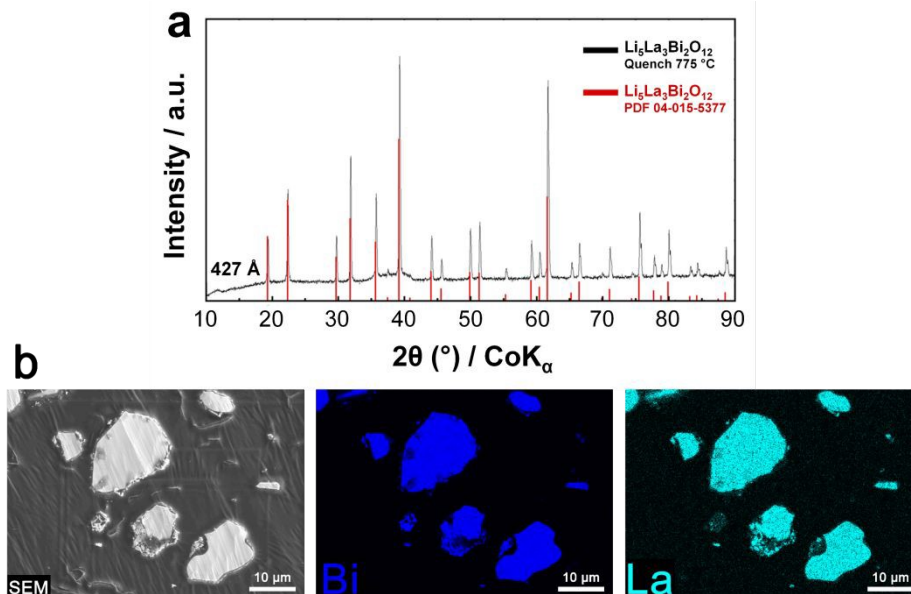 a
Intensity / a.u.
Li₅La₃Bi₂O₁₂
Quench 775 °C
Li₅La₃Bi₂O₁₂
PDF 04-015-5377
427 Å
10 20 30 40 50 60 70 80 90
2θ (°) / CoKα
b
SEM
10 µm
Bi
10 µm
La
10 µm